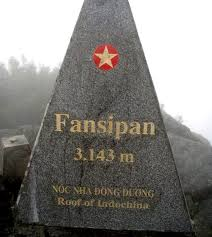 Fansipan
3.143 m
NÓC NHÀ ĐÔNG DƯƠNG
Roof of Indochina